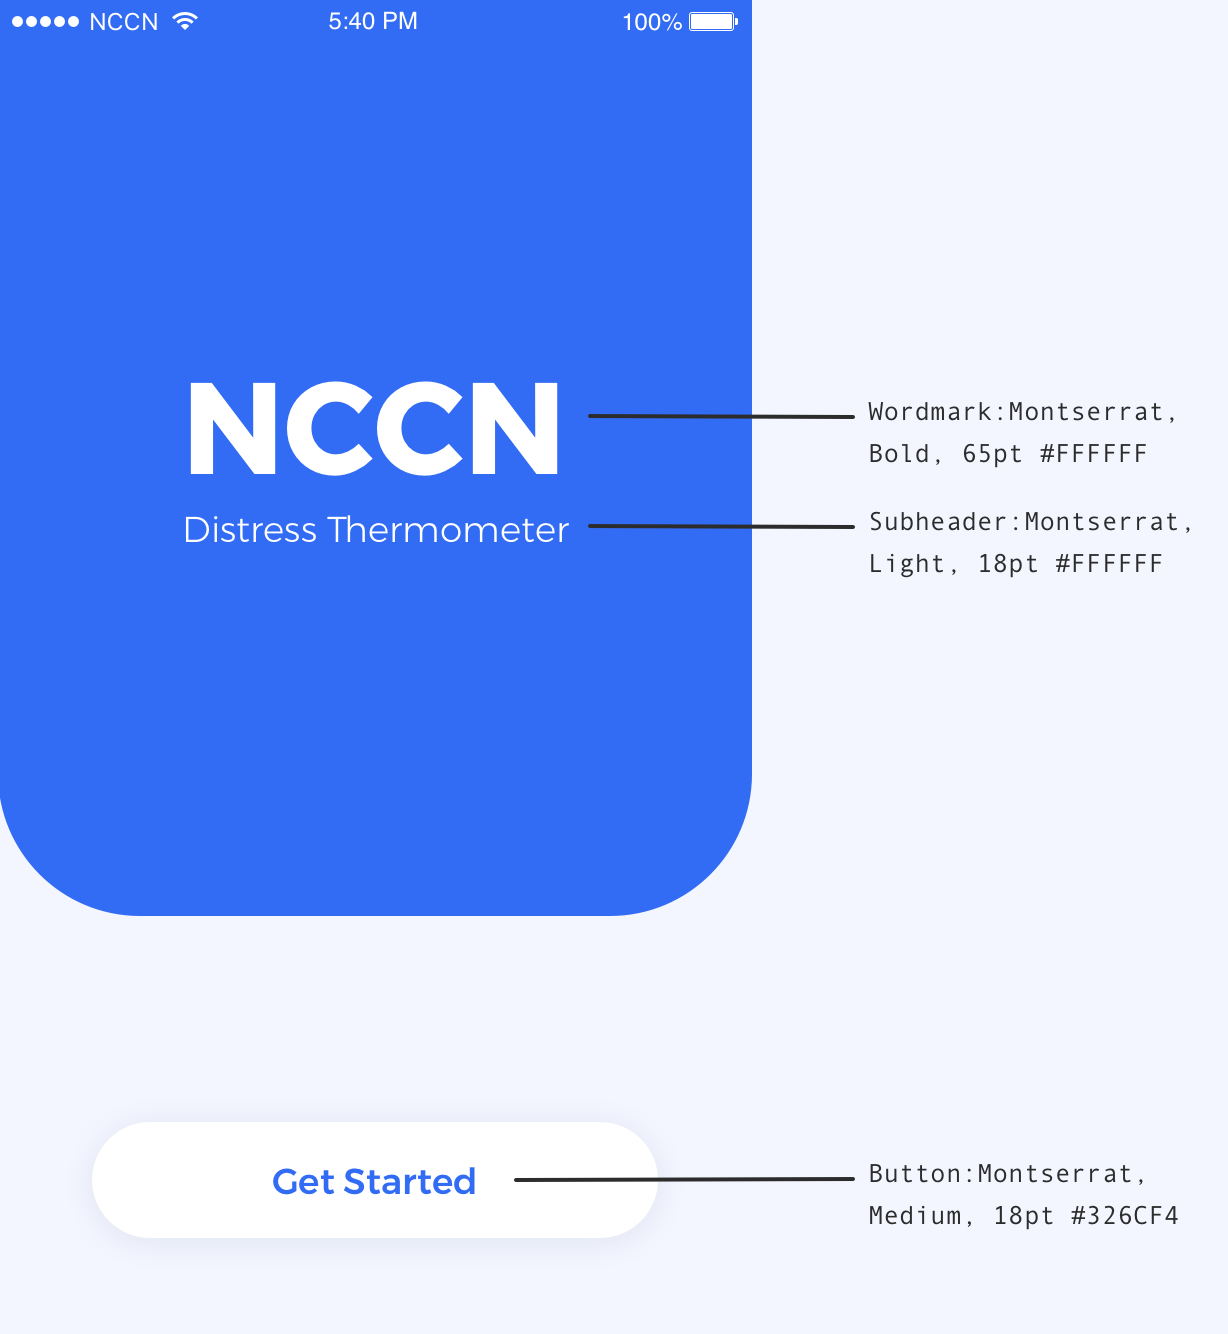 NCCN 5:40 PM 100%
NCCN
Wordmark:Montserrat,
Bold, 65pt #FFFFFF
Distress Thermometer
Subheader:Montserrat,
Light, 18pt #FFFFFF
Get Started
Button:Montserrat,
Medium, 18pt #326CF4